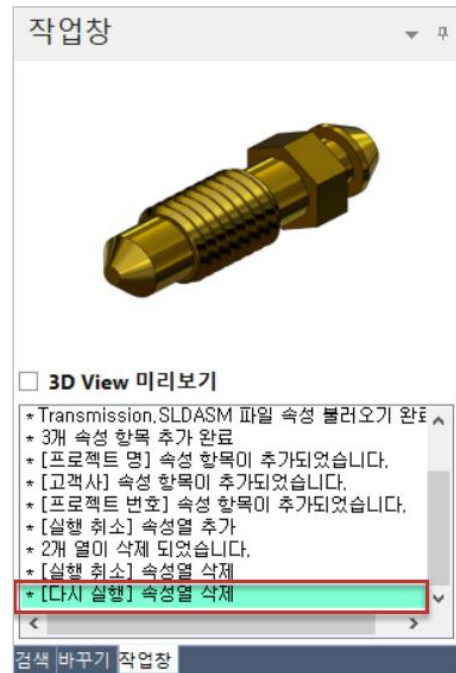 작업창
3D View 미리보기
* Transmission.SLDASM 파일 속성 불러오기 완료
* 3개 속성 항목 추가 완료
* [프로젝트 명] 속성 항목이 추가되었습니다.
* [고객사] 속성 항목이 추가되었습니다.
* [프로젝트 번호] 속성 항목이 추가되었습니다.
* [실행 취소] 속성열 추가
* 2개 열이 삭제 되었습니다.
* [실행 취소] 속성열 삭제
* [다시 실행] 속성열 삭제
검색 바꾸기 작업창